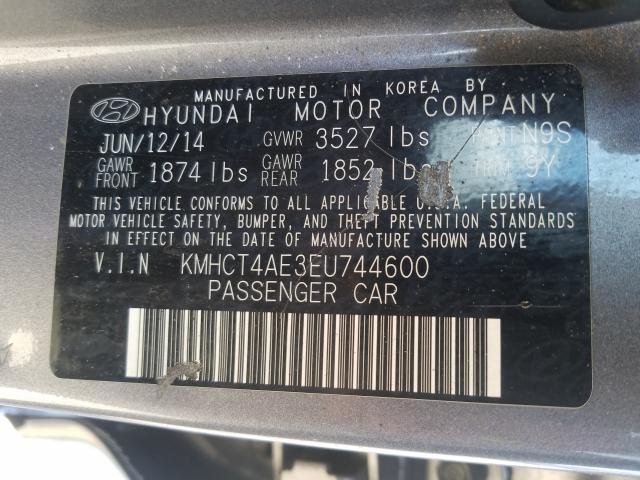 MANUFACTURED IN KOREA BY
HYUNDAI MOTOR COMPANY
JUN/12/14 GVWR 3527 lbs PAINT N9S
GAWR FRONT 1874 lbs GAWR REAR 1852 lbs TRIM 9Y
THIS VEHICLE CONFORMS TO ALL APPLICABLE U.S.A. FEDERAL
MOTOR VEHICLE SAFETY, BUMPER, AND THEFT PREVENTION STANDARDS
IN EFFECT ON THE DATE OF MANUFACTURE SHOWN ABOVE
V.I.N KMHCT4AE3EU744600
PASSENGER CAR